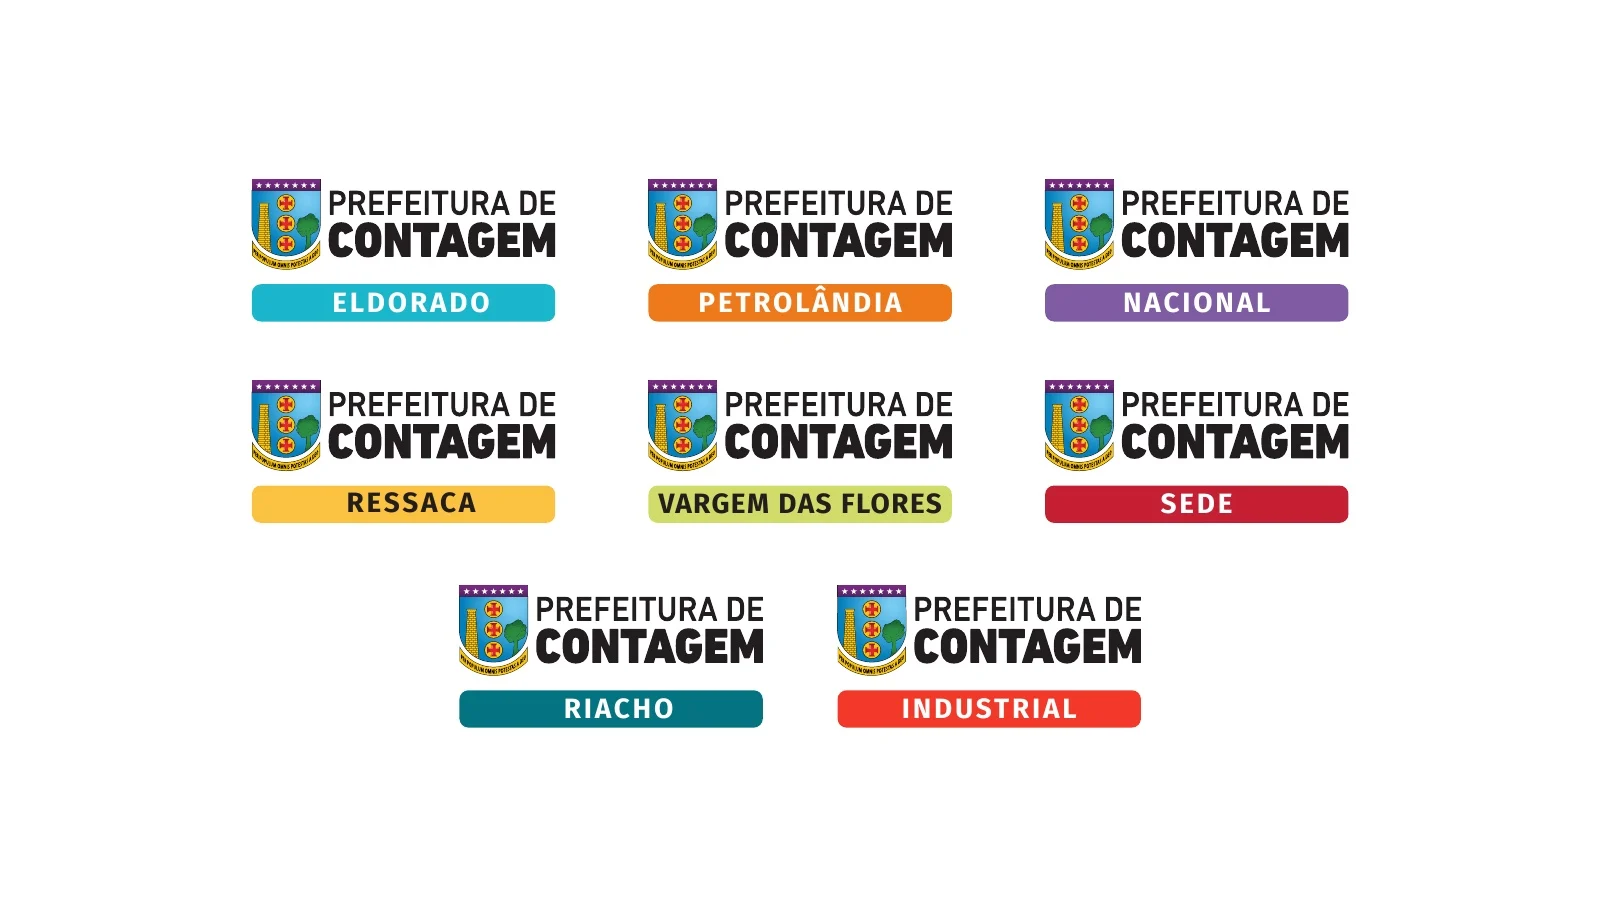 PREFEITURA DE
CONTAGEM
ELDORADO
PREFEITURA DE
CONTAGEM
PETROLÂNDIA
PREFEITURA DE
CONTAGEM
NACIONAL
PREFEITURA DE
CONTAGEM
RESSACA
PREFEITURA DE
CONTAGEM
VARGEM DAS FLORES
PREFEITURA DE
CONTAGEM
SEDE
PREFEITURA DE
CONTAGEM
RIACHO
PREFEITURA DE
CONTAGEM
INDUSTRIAL